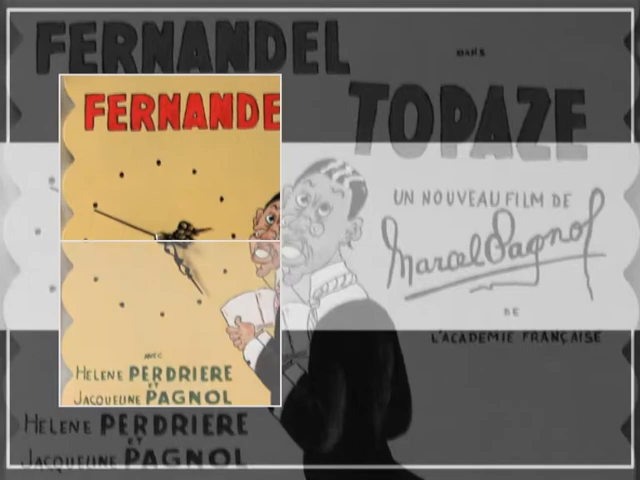 FERNANDEL
DANS
TOPAZE
FERNANDE
UN NOUVEAU FILM DE
Marcel Pagnol
DE
L'ACADEMIE FRANÇAISE
AVEC
HELENE PERDRIERE
ET
JACQUELINE PAGNOL
HELENE PERDRIERE
ET
JACQUELINE PAGNOL